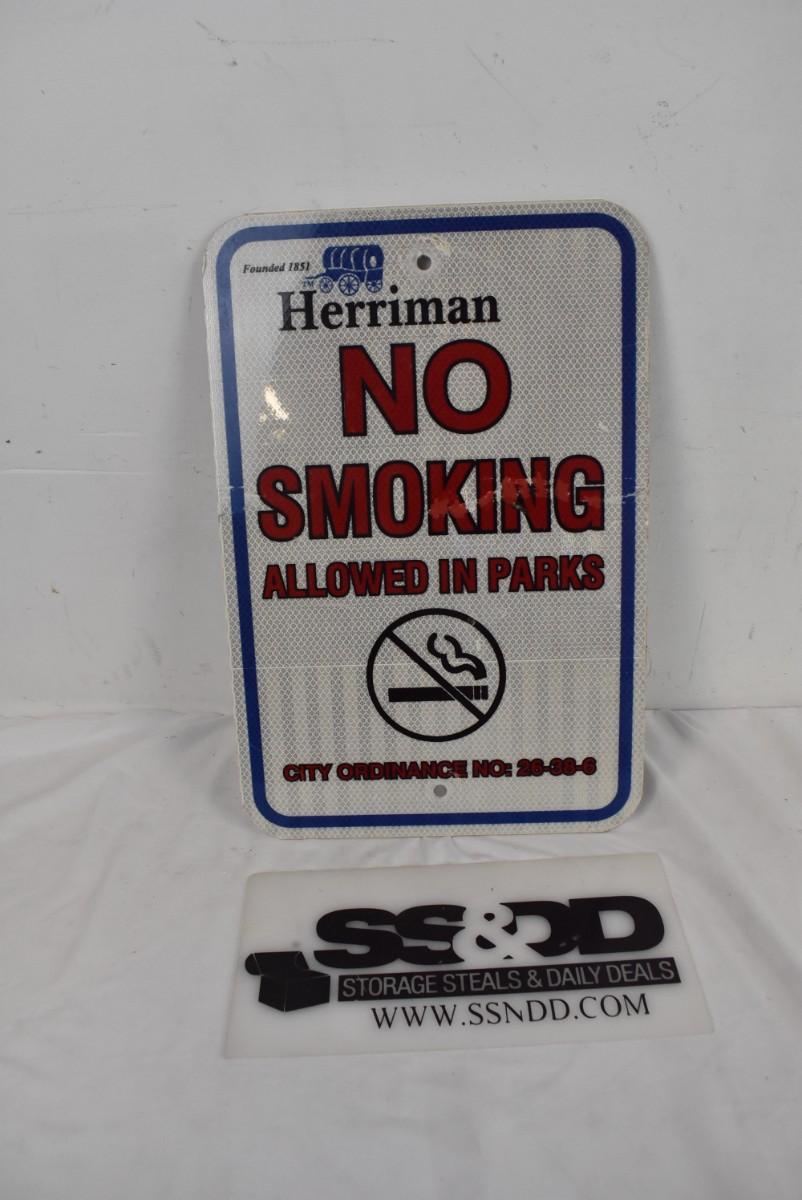 Founded 1851
TM
Herriman
NO
SMOKING
ALLOWED IN PARKS
CITY ORDINANCE NO: 26-38-6
SS&DD
STORAGE STEALS & DAILY DEALS
WWW.SSNDD.COM